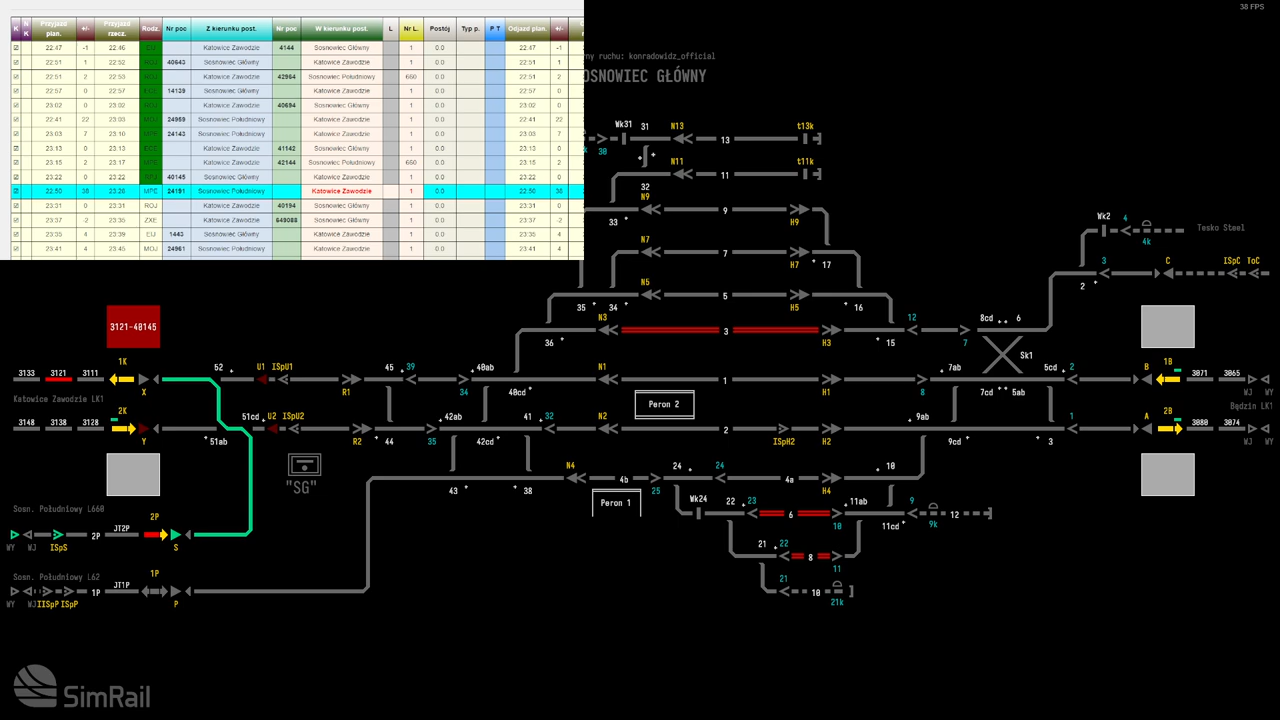 38 FPS
K N K Przyjazd plan. +/- Przyjazd rzecz. Rodz. Nr poc Z kierunku post. Nr poc W kierunku post. L Nr L. Postój Typ p. P T Odjazd plan. +/-
22:47 -1 22:46 Katowice Zawodzie 4144 Sosnowiec Główny 1 0.0 22:47 -1
22:51 1 22:52 40643 Sosnowiec Główny Katowice Zawodzie 1 0.0 22:51 1
22:51 2 22:53 Katowice Zawodzie 42984 Sosnowiec Południowy 660 0.0 22:51 2
22:57 0 22:57 14129 Sosnowiec Główny Katowice Zawodzie 1 0.0 22:57 0
23:02 0 23:02 Katowice Zawodzie 40694 Sosnowiec Główny 1 0.0 23:02 0
22:41 22 23:03 24959 Sosnowiec Południowy Katowice Zawodzie 1 0.0 22:41 22
23:03 7 23:10 24143 Sosnowiec Południowy Katowice Zawodzie 1 0.0 23:03 7
23:13 0 23:13 Katowice Zawodzie 41142 Sosnowiec Główny 1 0.0 23:13 0
23:15 2 23:17 Katowice Zawodzie 42144 Sosnowiec Południowy 660 0.0 23:15 2
23:22 0 23:22 40145 Sosnowiec Główny Katowice Zawodzie 1 0.0 23:22 0
22:50 38 23:28 MPE 24191 Sosnowiec Południowy Katowice Zawodzie 1 0.0 22:50 38
23:31 0 23:31 ROJ Katowice Zawodzie 40194 Sosnowiec Główny 1 0.0 23:31 0
23:37 -2 23:35 ZXE Katowice Zawodzie 649088 Sosnowiec Główny 1 0.0 23:37 -2
23:35 4 23:39 EIJ 1443 Sosnowiec Główny Katowice Zawodzie 1 0.0 23:35 4
23:41 4 23:45 MOJ 24961 Sosnowiec Południowy Katowice Zawodzie 1 0.0 23:41 4
ny ruchu: konradowidz_official
OSNOWIEC GŁÓWNY
Wk31 31 N13 t13k
k 30 13
N11 t11k
11
32
N9
33 9 H9
Wk2 4 Tesko Steel
4k
N7
7 H7 17
3 C ISpC ToC
2
N5
35 34 5 H5 16
3121-40145
N3 12 8cd 6
36 3 H3 15 7 Sk1
1K 52 U1 ISpU1 45 39 40ab N1 7ab 5cd 2 B 1B
3133 3121 3111 1 3071 3065
X R1 34 40cd H1 8 7cd 5ab WJ
Katowice Zawodzie LK1 Peron 2 Będzin LK1
2K 51cd U2 ISpU2 42ab 41 32 N2 9ab 1 A 2B
3148 3138 3128 2 3080 3074
Y 51ab R2 44 35 42cd ISpH2 H2 9cd 3 WJ
"SG"
N4 24 24 10
4b 4a
43 38 25 H4
Peron 1 Wk24 22 23 11ab 9
Sosn. Południowy L660 2P 6 12
10 11cd 9k
JT2P
2P
WY WJ ISpS S
21 22
8
11
Sosn. Południowy L62 1P
JT1P
21
1P 10
WY WJ IISpP ISpP P 21k
SimRail